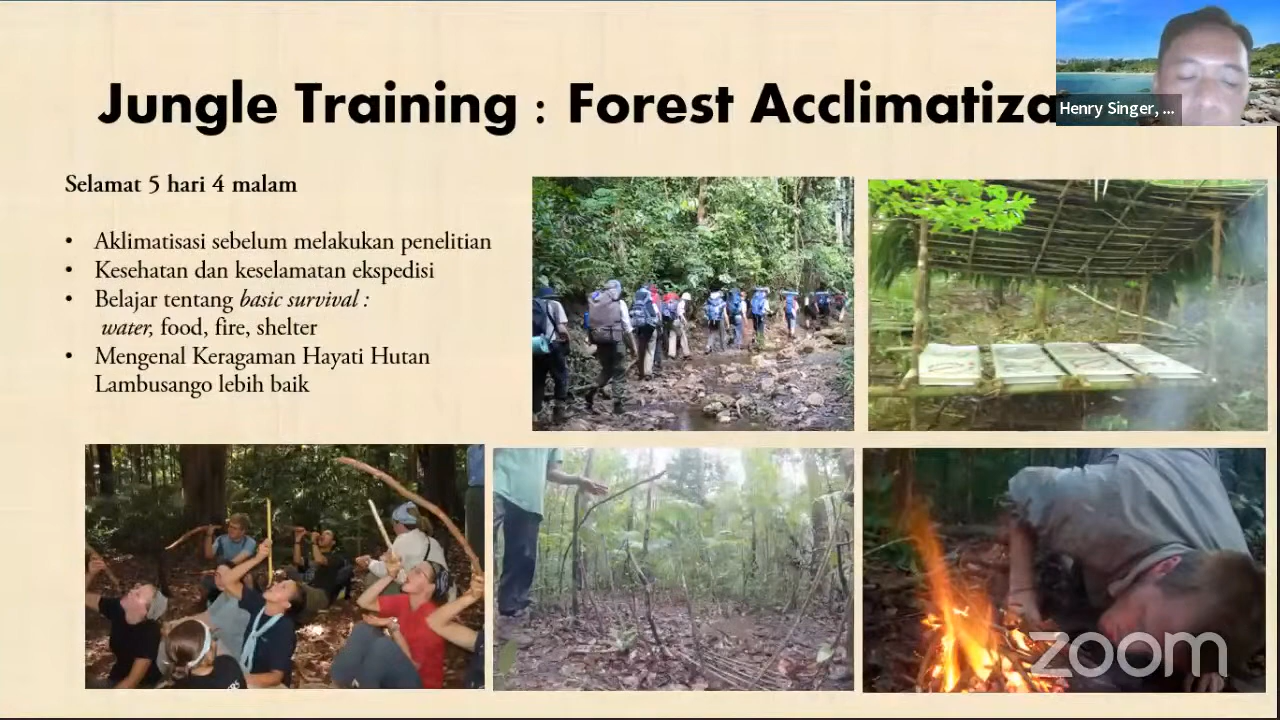 Jungle Training : Forest Acclimatiza
Henry Singer, ...
Selamat 5 hari 4 malam
• Aklimatisasi sebelum melakukan penelitian
• Kesehatan dan keselamatan ekspedisi
• Belajar tentang basic survival :
water, food, fire, shelter
• Mengenal Keragaman Hayati Hutan
Lambusango lebih baik
zoom